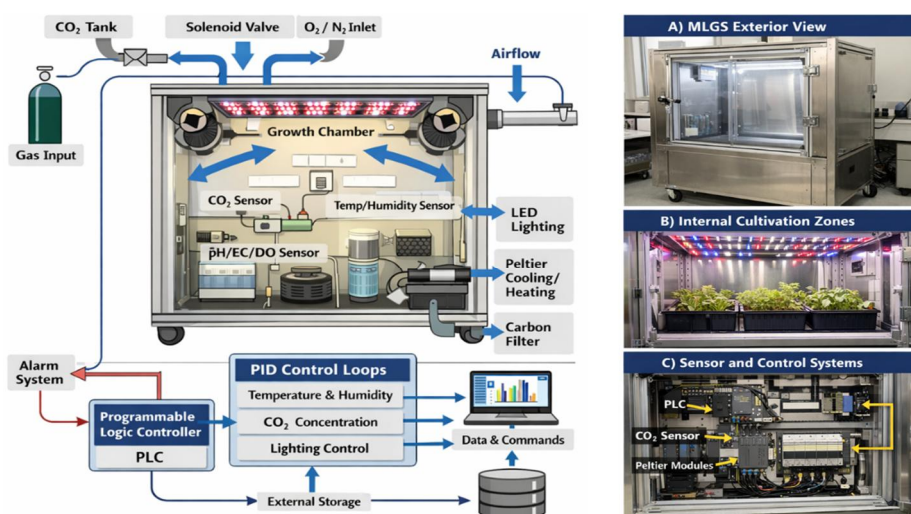 CO₂ Tank
Solenoid Valve
O₂ / N₂ Inlet
Airflow
Gas Input
Growth Chamber
CO₂ Sensor
Temp/Humidity Sensor
LED
Lighting
pH/EC/DO Sensor
Peltier
Cooling/
Heating
Carbon
Filter
Alarm
System
Programmable
Logic Controller
PLC
PID Control Loops
Temperature & Humidity
CO₂ Concentration
Lighting Control
Data & Commands
External Storage
A) MLGS Exterior View
B) Internal Cultivation Zones
C) Sensor and Control Systems
PLC
CO₂ Sensor
Peltier Modules